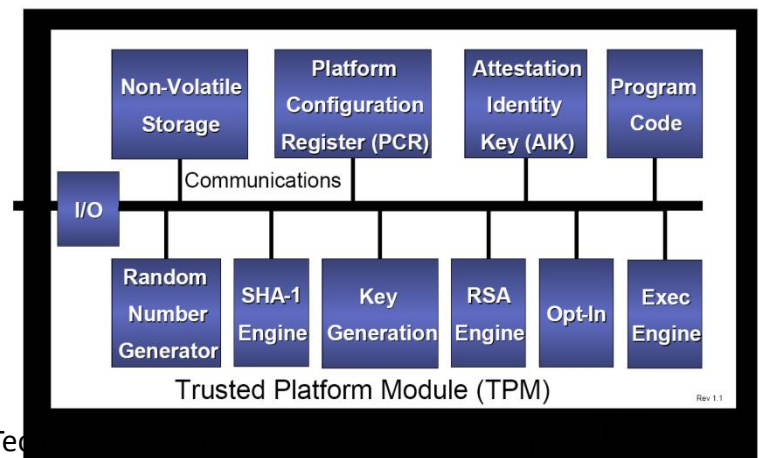 Non-Volatile
Storage
Platform
Configuration
Register (PCR)
Attestation
Identity
Key (AIK)
Program
Code
Communications
I/O
Random
Number
Generator
SHA-1
Engine
Key
Generation
RSA
Engine
Opt-In
Exec
Engine
Trusted Platform Module (TPM)
Rev 1.1